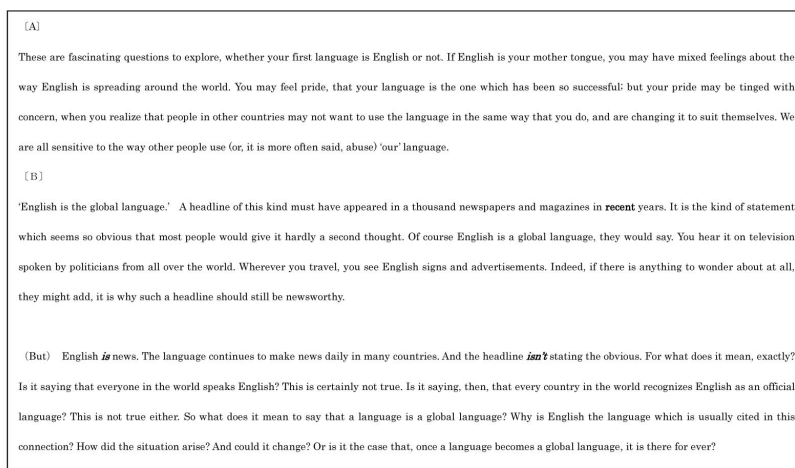 〔A〕
These are fascinating questions to explore, whether your first language is English or not. If English is your mother tongue, you may have mixed feelings about the
way English is spreading around the world. You may feel pride, that your language is the one which has been so successful; but your pride may be tinged with
concern, when you realize that people in other countries may not want to use the language in the same way that you do, and are changing it to suit themselves. We
are all sensitive to the way other people use (or, it is more often said, abuse) 'our' language.
〔B〕
'English is the global language.' A headline of this kind must have appeared in a thousand newspapers and magazines in recent years. It is the kind of statement
which seems so obvious that most people would give it hardly a second thought. Of course English is a global language, they would say. You hear it on television
spoken by politicians from all over the world. Wherever you travel, you see English signs and advertisements. Indeed, if there is anything to wonder about at all,
they might add, it is why such a headline should still be newsworthy.
(But) English is news. The language continues to make news daily in many countries. And the headline isn't stating the obvious. For what does it mean, exactly?
Is it saying that everyone in the world speaks English? This is certainly not true. Is it saying, then, that every country in the world recognizes English as an official
language? This is not true either. So what does it mean to say that a language is a global language? Why is English the language which is usually cited in this
connection? How did the situation arise? And could it change? Or is it the case that, once a language becomes a global language, it is there for ever?